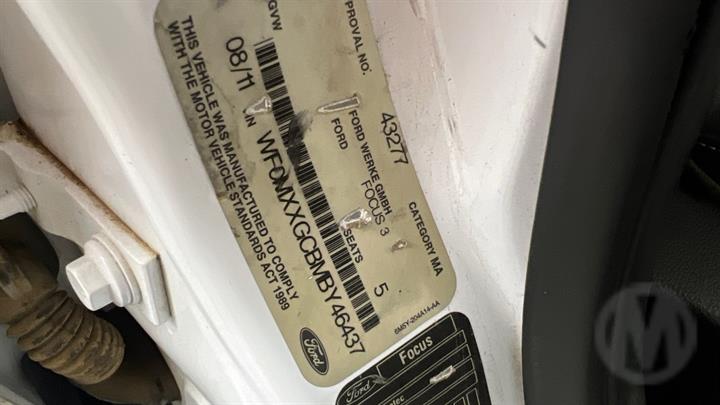 APPROVAL NO. 43277 CATEGORY MA
FORD WERKE GMBH
FORD FOCUS 3
GVW SEATS 5
08/11 VIN WF0MXXGCBMBY46437
THIS VEHICLE WAS MANUFACTURED TO COMPLY
WITH THE MOTOR VEHICLE STANDARDS ACT 1989
Ford
Focus
Ford
M